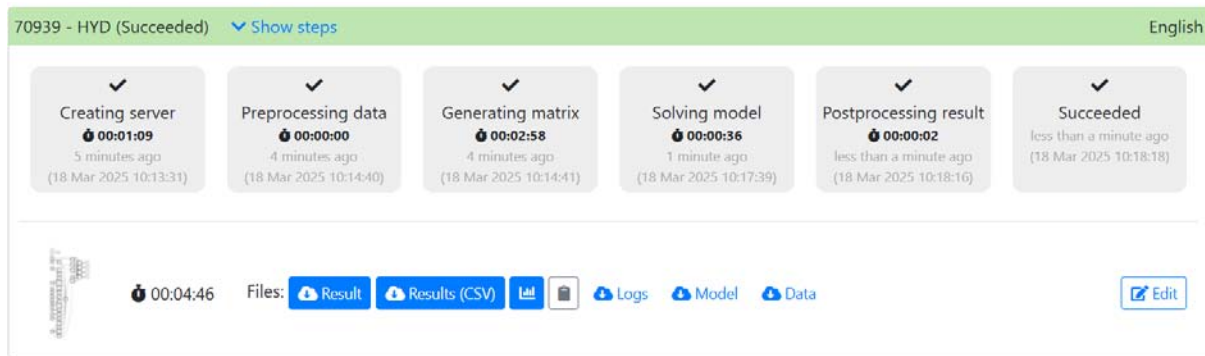 70939 - HYD (Succeeded) Show steps English
Creating server Preprocessing data Generating matrix Solving model Postprocessing result Succeeded
00:01:09 00:00:00 00:02:58 00:00:36 00:00:02 less than a minute ago
5 minutes ago 4 minutes ago 4 minutes ago 1 minute ago less than a minute ago (18 Mar 2025 10:18:18)
(18 Mar 2025 10:13:31) (18 Mar 2025 10:14:40) (18 Mar 2025 10:14:41) (18 Mar 2025 10:17:39) (18 Mar 2025 10:18:16)
00:04:46 Files: Result Results (CSV) Logs Model Data Edit